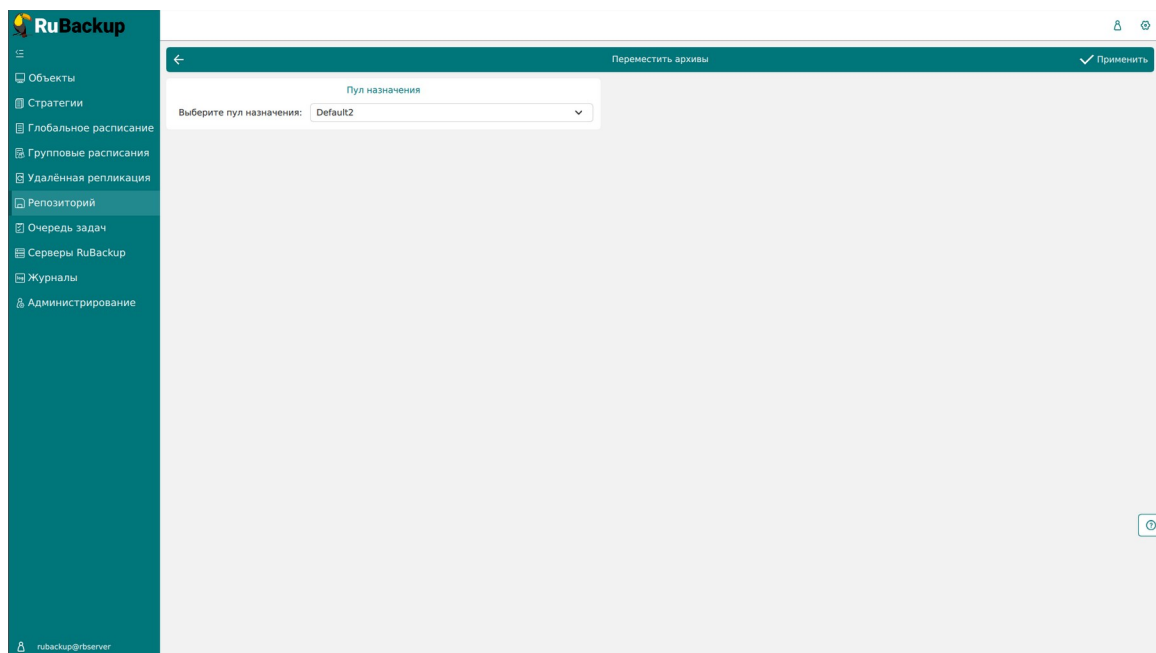 RuBackup
Переместить архивы
Применить
Объекты
Стратегии
Глобальное расписание
Групповые расписания
Удалённая репликация
Репозиторий
Очередь задач
Серверы RuBackup
Журналы
Администрирование
Пул назначения
Выберите пул назначения: Default2
rubackup@rbserver